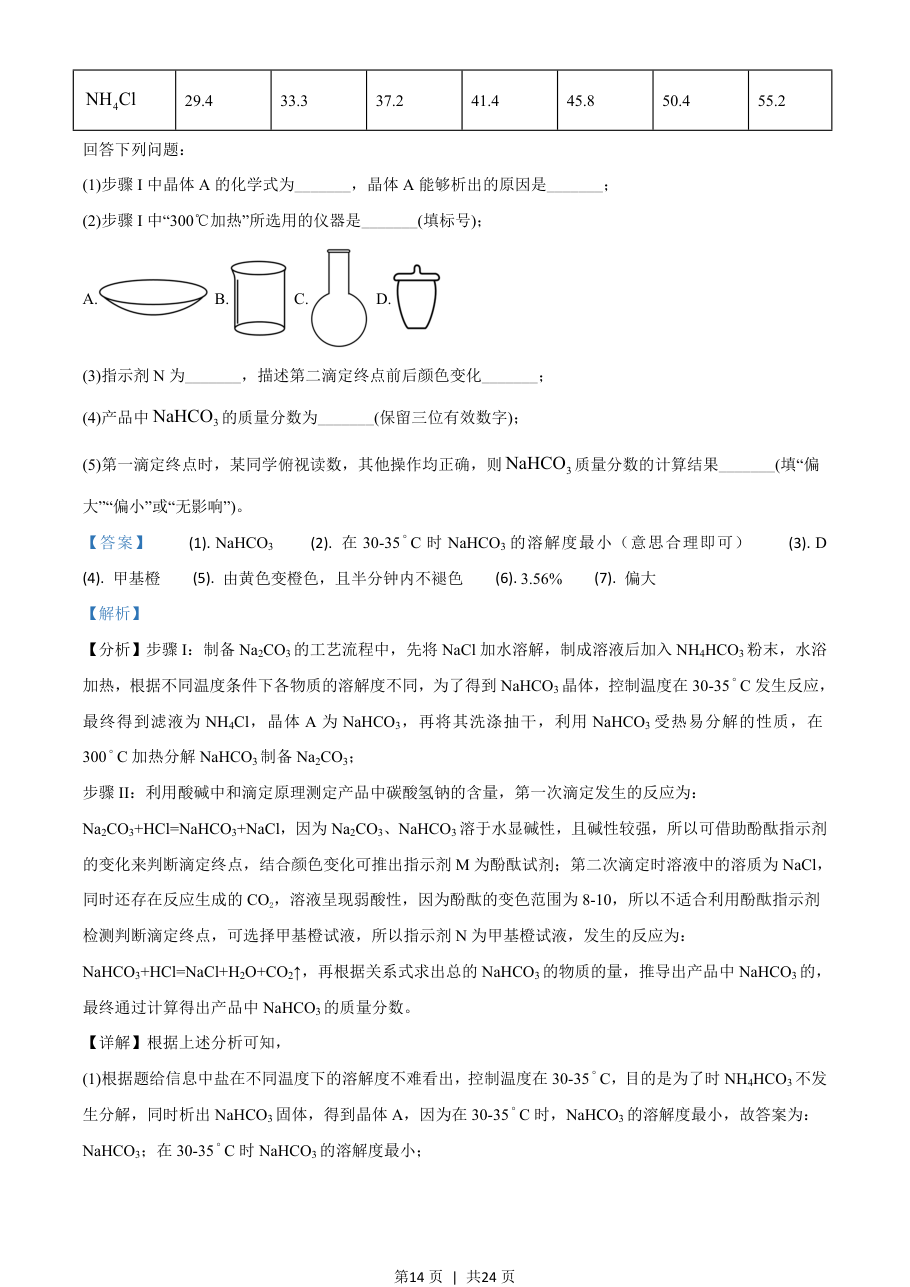 NH₄Cl 29.4 33.3 37.2 41.4 45.8 50.4 55.2
回答下列问题：
(1)步骤 I 中晶体 A 的化学式为_______，晶体 A 能够析出的原因是_______；
(2)步骤 I 中“300℃加热”所选用的仪器是_______(填标号)；
A. B. C. D.
(3)指示剂 N 为_______，描述第二滴定终点前后颜色变化_______；
(4)产品中 NaHCO₃ 的质量分数为_______(保留三位有效数字)；
(5)第一滴定终点时，某同学俯视读数，其他操作均正确，则 NaHCO₃ 质量分数的计算结果_______(填“偏
大”“偏小”或“无影响”)。
【答案】 (1). NaHCO₃ (2). 在 30-35°C 时 NaHCO₃ 的溶解度最小（意思合理即可） (3). D
(4). 甲基橙 (5). 由黄色变橙色，且半分钟内不褪色 (6). 3.56% (7). 偏大
【解析】
【分析】步骤 I：制备 Na₂CO₃ 的工艺流程中，先将 NaCl 加水溶解，制成溶液后加入 NH₄HCO₃ 粉末，水浴
加热，根据不同温度条件下各物质的溶解度不同，为了得到 NaHCO₃ 晶体，控制温度在 30-35°C 发生反应，
最终得到滤液为 NH₄Cl，晶体 A 为 NaHCO₃，再将其洗涤抽干，利用 NaHCO₃ 受热易分解的性质，在
300°C 加热分解 NaHCO₃ 制备 Na₂CO₃；
步骤 II：利用酸碱中和滴定原理测定产品中碳酸氢钠的含量，第一次滴定发生的反应为：
Na₂CO₃+HCl=NaHCO₃+NaCl，因为 Na₂CO₃、NaHCO₃ 溶于水显碱性，且碱性较强，所以可借助酚酞指示剂
的变化来判断滴定终点，结合颜色变化可推出指示剂 M 为酚酞试剂；第二次滴定时溶液中的溶质为 NaCl，
同时还存在反应生成的 CO₂，溶液呈现弱酸性，因为酚酞的变色范围为 8-10，所以不适合利用酚酞指示剂
检测判断滴定终点，可选择甲基橙试液，所以指示剂 N 为甲基橙试液，发生的反应为：
NaHCO₃+HCl=NaCl+H₂O+CO₂↑，再根据关系式求出总的 NaHCO₃ 的物质的量，推导出产品中 NaHCO₃ 的，
最终通过计算得出产品中 NaHCO₃ 的质量分数。
【详解】根据上述分析可知，
(1)根据题给信息中盐在不同温度下的溶解度不难看出，控制温度在 30-35°C，目的是为了时 NH₄HCO₃ 不发
生分解，同时析出 NaHCO₃ 固体，得到晶体 A，因为在 30-35°C 时，NaHCO₃ 的溶解度最小，故答案为：
NaHCO₃；在 30-35°C 时 NaHCO₃ 的溶解度最小；
第14 页 | 共24 页